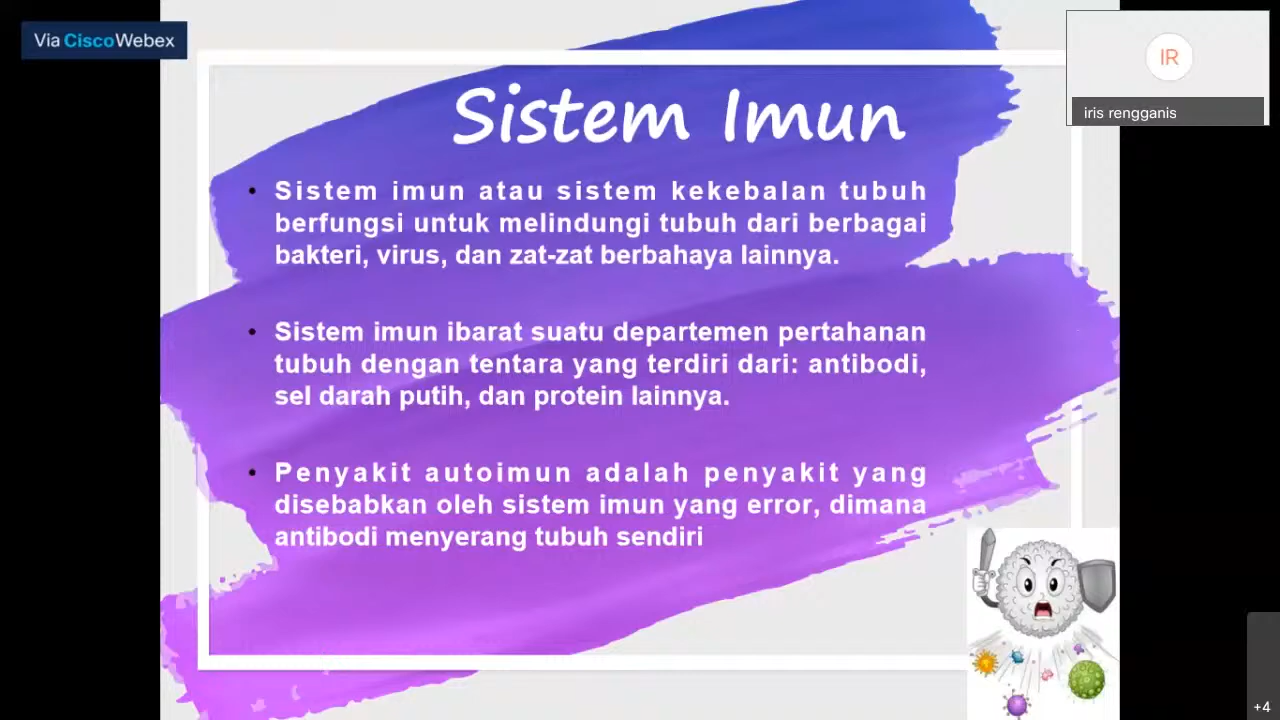 Via Cisco Webex
IR
iris rengganis
Sistem Imun
• Sistem imun atau sistem kekebalan tubuh
berfungsi untuk melindungi tubuh dari berbagai
bakteri, virus, dan zat-zat berbahaya lainnya.
• Sistem imun ibarat suatu departemen pertahanan
tubuh dengan tentara yang terdiri dari: antibodi,
sel darah putih, dan protein lainnya.
• Penyakit autoimun adalah penyakit yang
disebabkan oleh sistem imun yang error, dimana
antibodi menyerang tubuh sendiri
+4